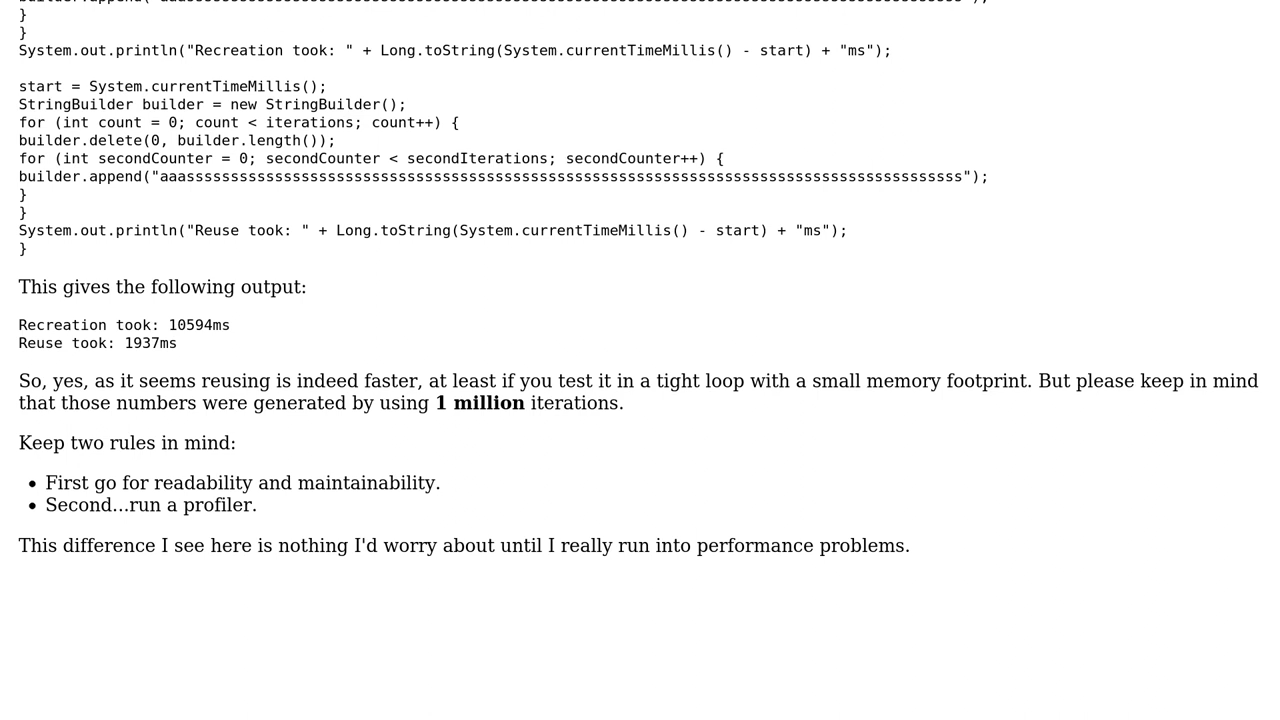 }
}
System.out.println("Recreation took: " + Long.toString(System.currentTimeMillis() - start) + "ms");
start = System.currentTimeMillis();
StringBuilder builder = new StringBuilder();
for (int count = 0; count < iterations; count++) {
builder.delete(0, builder.length());
for (int secondCounter = 0; secondCounter < secondIterations; secondCounter++) {
builder.append("aaassssssssssssssssssssssssssssssssssssssssssssssssssssssssssssssssssssssssssssssssssssssss");
}
}
System.out.println("Reuse took: " + Long.toString(System.currentTimeMillis() - start) + "ms");
}
This gives the following output:
Recreation took: 10594ms
Reuse took: 1937ms
So, yes, as it seems reusing is indeed faster, at least if you test it in a tight loop with a small memory footprint. But please keep in mind
that those numbers were generated by using 1 million iterations.
Keep two rules in mind:
• First go for readability and maintainability.
• Second...run a profiler.
This difference I see here is nothing I'd worry about until I really run into performance problems.